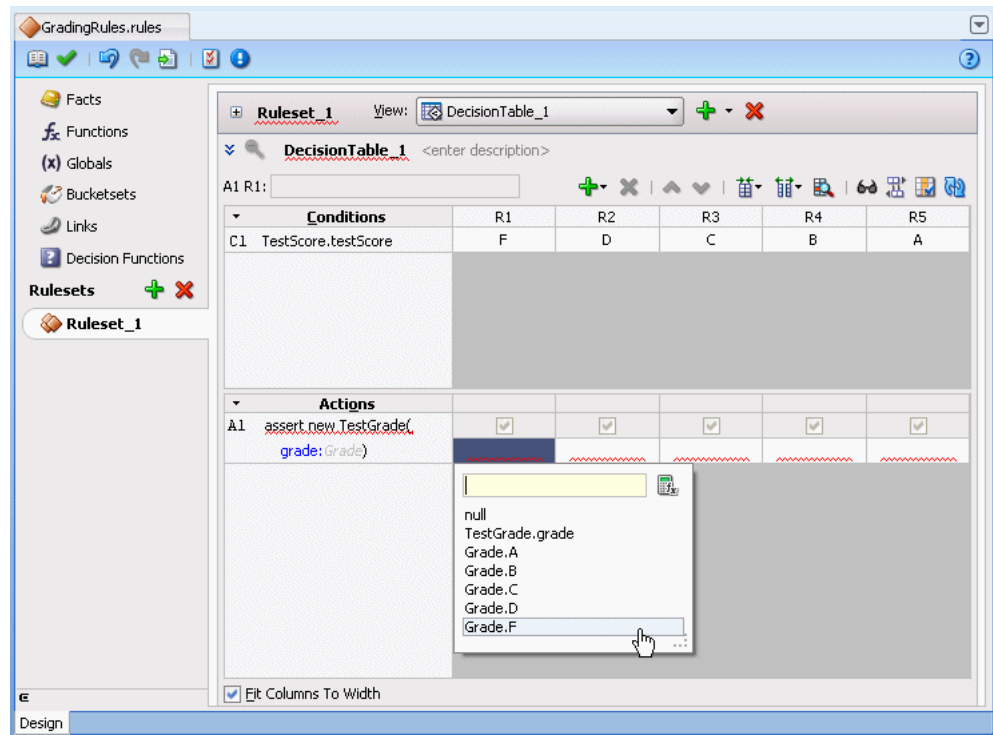 GradingRules.rules
Facts
fx Functions
(x) Globals
Bucketsets
Links
Decision Functions
Rulesets
Ruleset_1
Ruleset_1 View: DecisionTable_1
DecisionTable_1 <enter description>
A1 R1:
Conditions R1 R2 R3 R4 R5
C1 TestScore.testScore F D C B A
Actions
A1 assert new TestGrade(
grade:Grade)
null
TestGrade.grade
Grade.A
Grade.B
Grade.C
Grade.D
Grade.F
Fit Columns To Width
Design